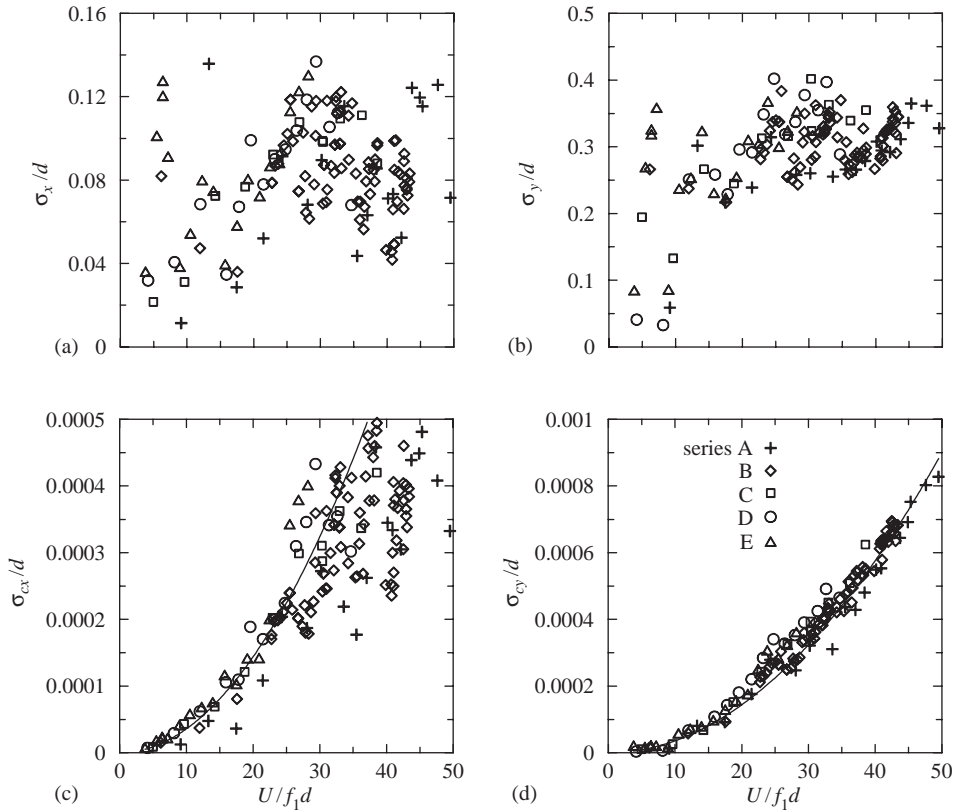 0.16
0.12
0.08
0.04
0
σx/d
(a)
0.5
0.4
0.3
0.2
0.1
0
σy/d
(b)
0.0005
0.0004
0.0003
0.0002
0.0001
0
σcx/d
0 10 20 30 40 50
(c)
U/f1d
0.001
0.0008
0.0006
0.0004
0.0002
0
σcy/d
series A
B
C
D
E
0 10 20 30 40 50
(d)
U/f1d